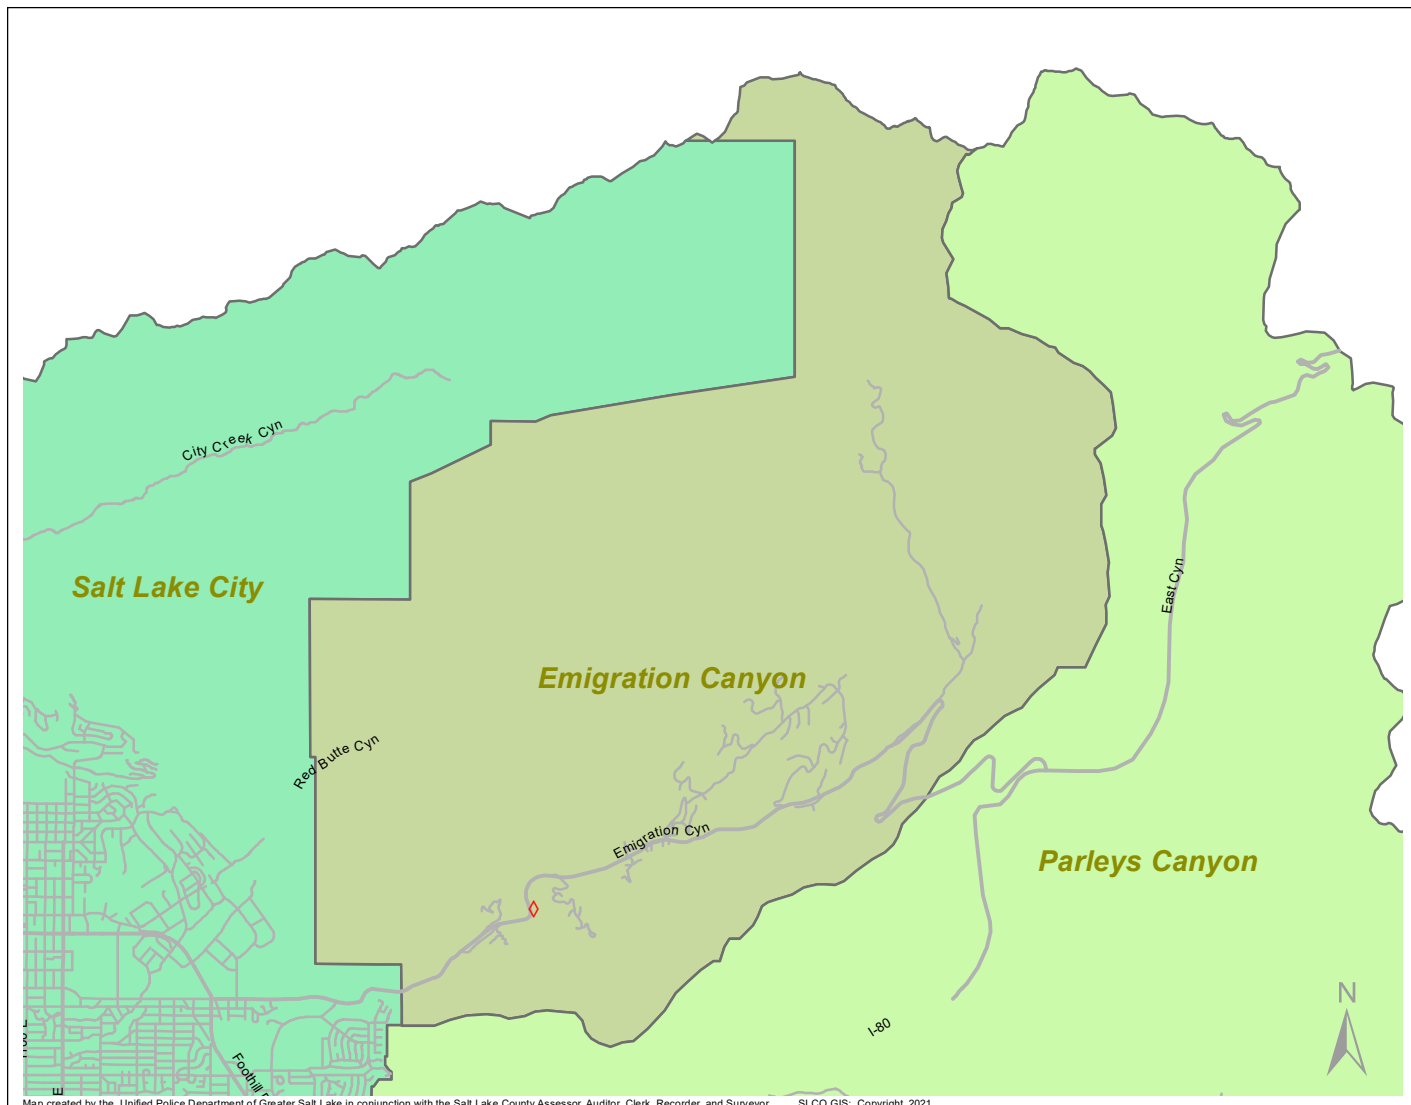 City Creek Cyn
Salt Lake City
East Cyn
Emigration Canyon
Red Butte Cyn
Emigration Cyn
Parleys Canyon
N
I-80
Foothill
E
Map created by the Unified Police Department of Greater Salt Lake in conjunction with the Salt Lake County Assessor, Auditor, Clerk, Recorder, and Surveyor. SLCO GIS: Copyright 2021